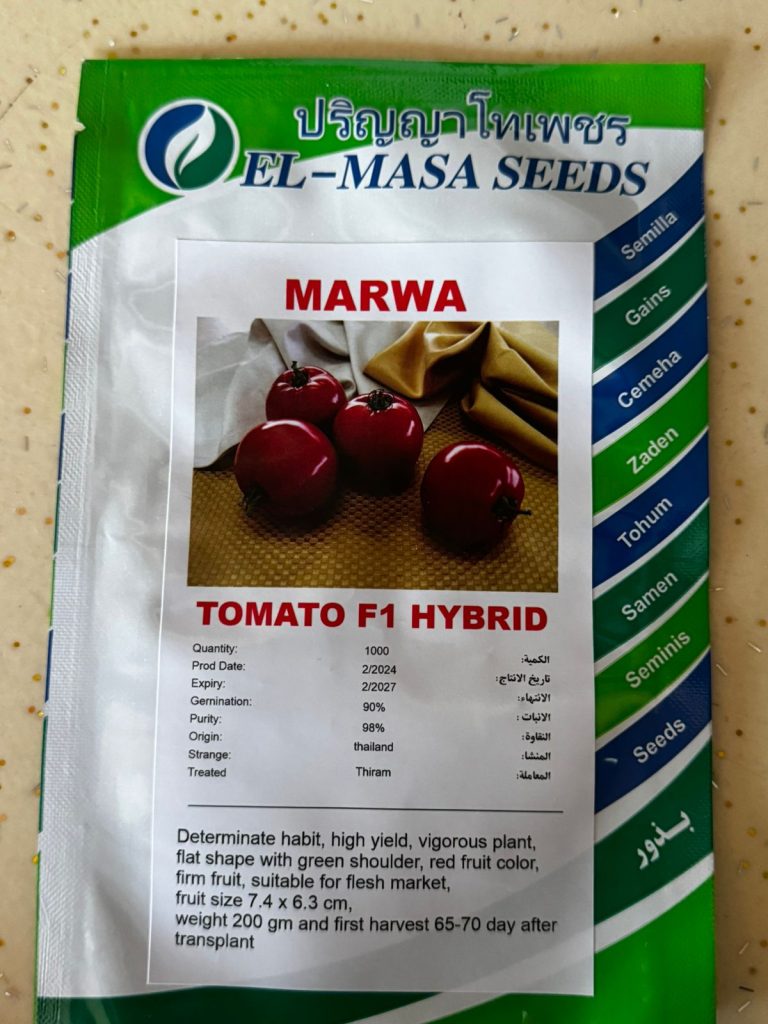 ปริญญาโทเพชร
EL-MASA SEEDS
Semilla
Gains
Cemeha
Zaden
Tohum
Samen
Seminis
Seeds
بذور
MARWA
TOMATO F1 HYBRID
Quantity: 1000 الكمية:
Prod Date: 2/2024 تاريخ الانتاج:
Expiry: 2/2027 الانتهاء:
Gernination: 90% الانبات:
Purity: 98% النقاوة:
Origin: thailand المنشا:
Strange:
Treated Thiram المعاملة:
Determinate habit, high yield, vigorous plant,
flat shape with green shoulder, red fruit color,
firm fruit, suitable for flesh market,
fruit size 7.4 x 6.3 cm,
weight 200 gm and first harvest 65-70 day after
transplant